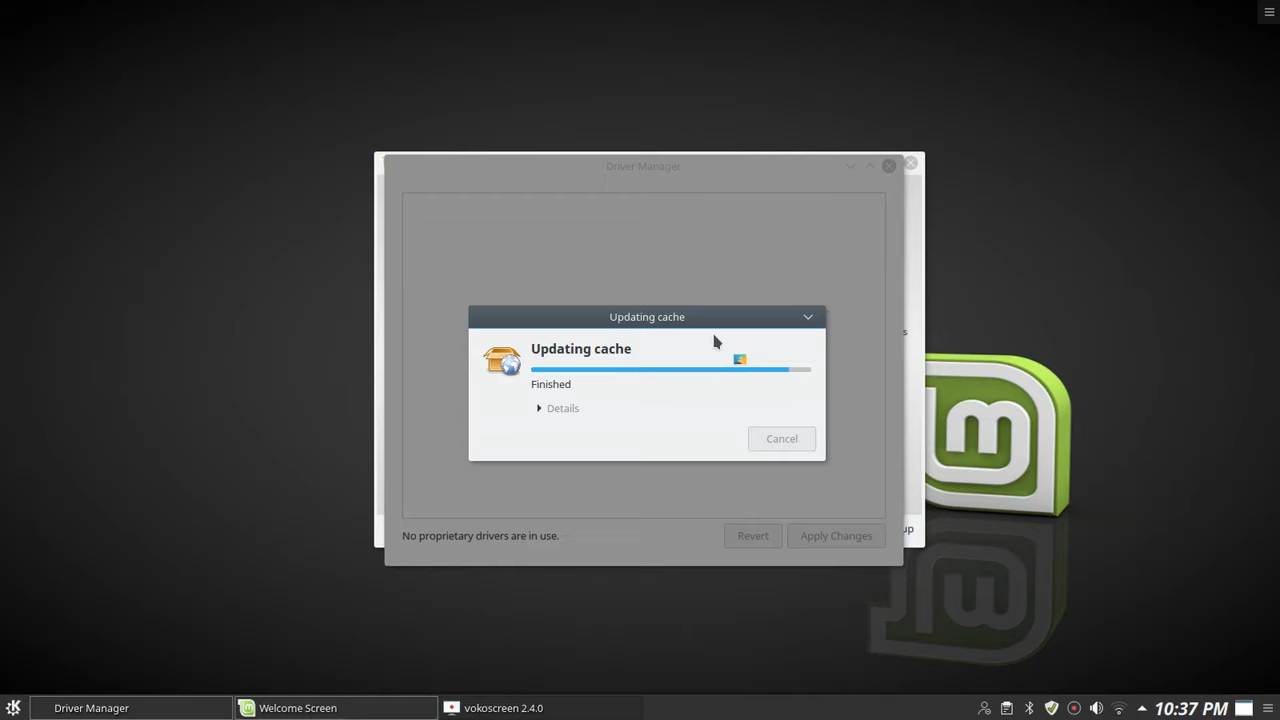 Driver Manager
Updating cache
s
Updating cache
Finished
Details
Cancel
No proprietary drivers are in use.
Revert
Apply Changes
up
Driver Manager
Welcome Screen
vokoscreen 2.4.0
10:37 PM